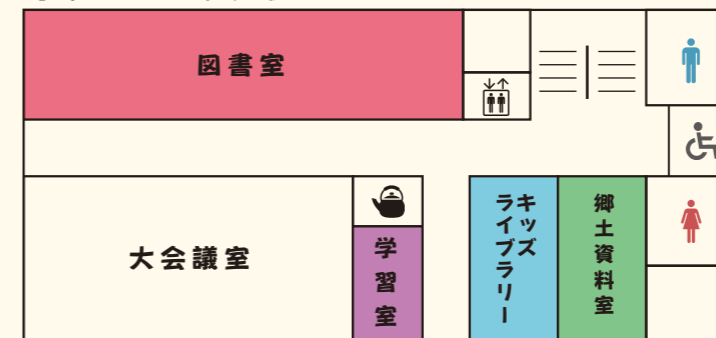 図書室
大会議室
学習室
キッズ
ライブラリー
郷土資料室